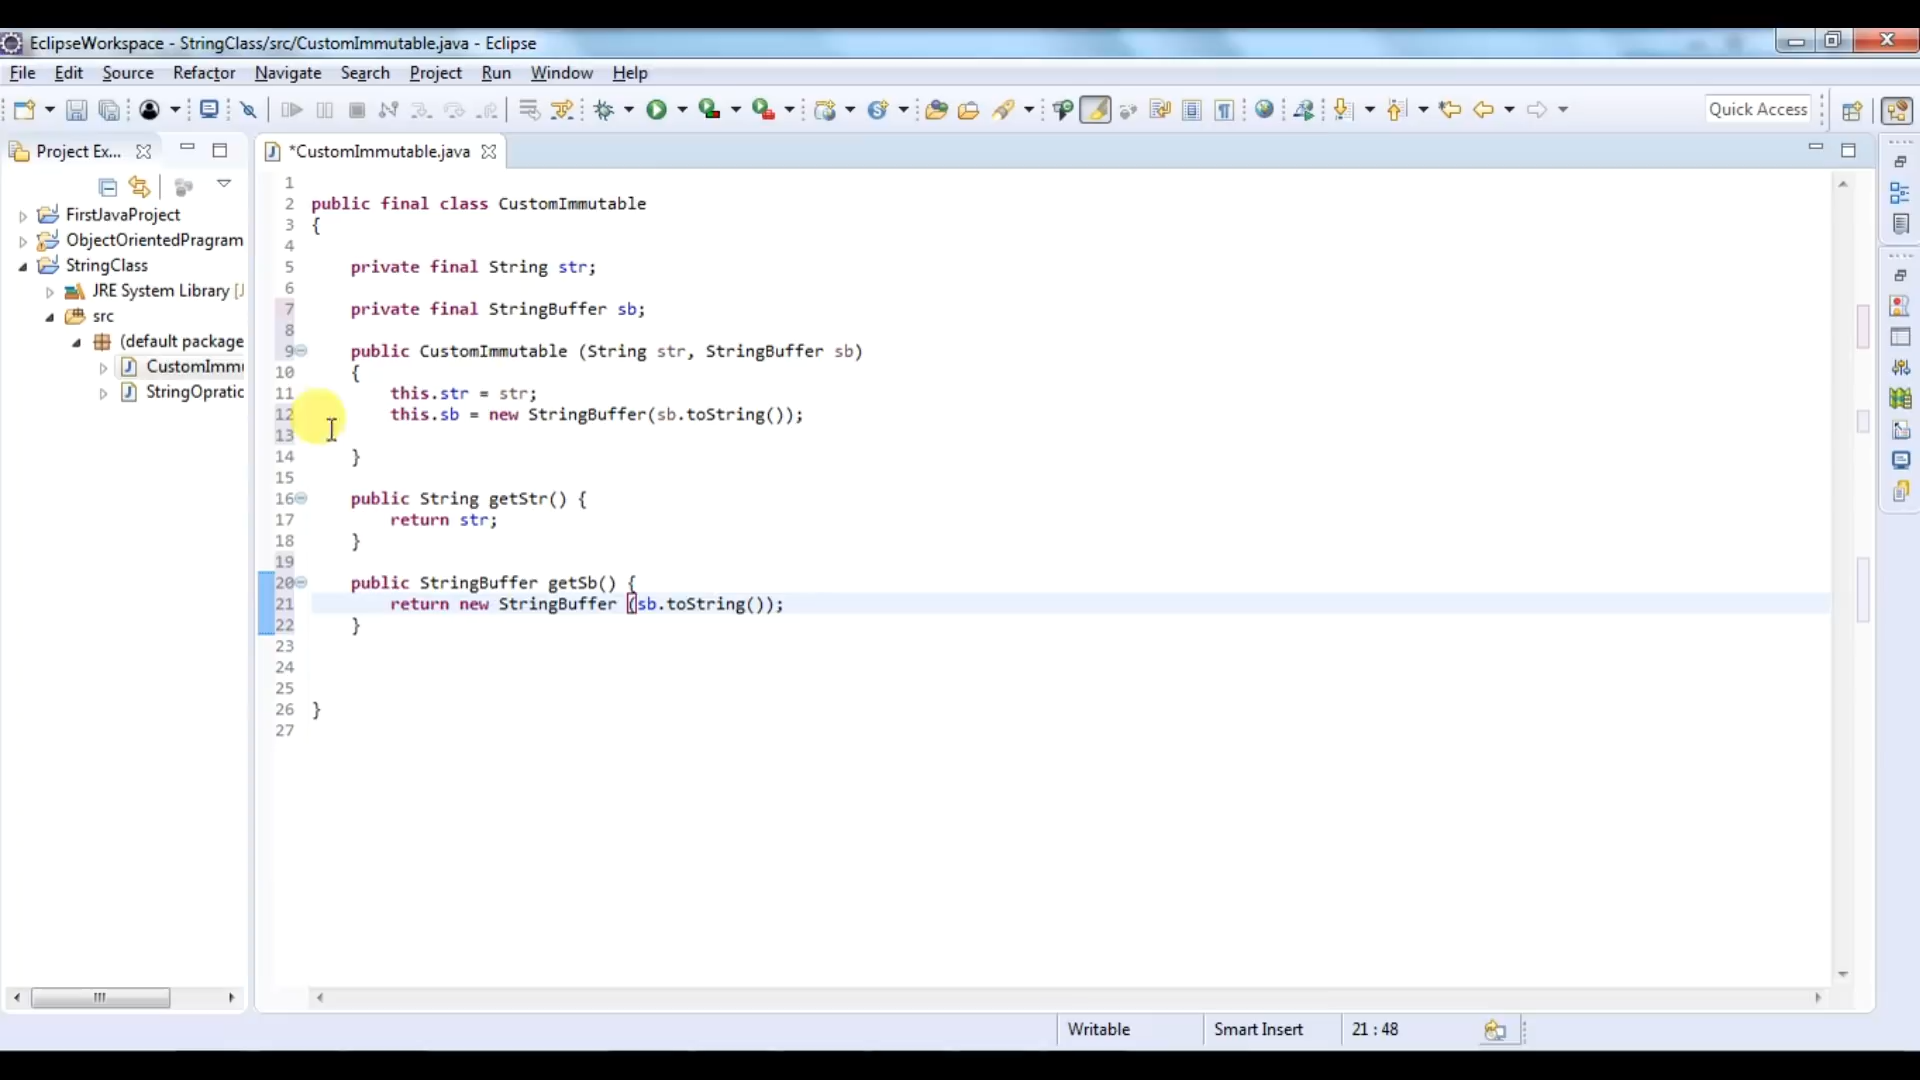 EclipseWorkspace - StringClass/src/CustomImmutable.java - Eclipse
File Edit Source Refactor Navigate Search Project Run Window Help
Quick Access
Project Ex...
*CustomImmutable.java
FirstJavaProject
ObjectOrientedPragram
StringClass
JRE System Library [J
src
(default package
CustomImmu
StringOpratic
1
2 public final class CustomImmutable
3 {
4
5 private final String str;
6
7 private final StringBuffer sb;
8
9 public CustomImmutable (String str, StringBuffer sb)
10 {
11 this.str = str;
12 this.sb = new StringBuffer(sb.toString());
13
14 }
15
16 public String getStr() {
17 return str;
18 }
19
20 public StringBuffer getSb() {
21 return new StringBuffer (sb.toString());
22 }
23
24
25
26 }
27
Writable Smart Insert 21 : 48